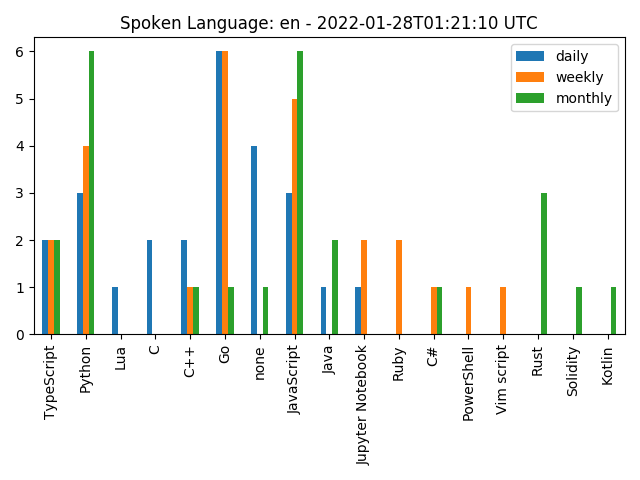 Spoken Language: en - 2022-01-28T01:21:10 UTC
daily
weekly
monthly
6
5
4
3
2
1
0
TypeScript
Python
Lua
C
C++
Go
none
JavaScript
Java
Jupyter Notebook
Ruby
C#
PowerShell
Vim script
Rust
Solidity
Kotlin